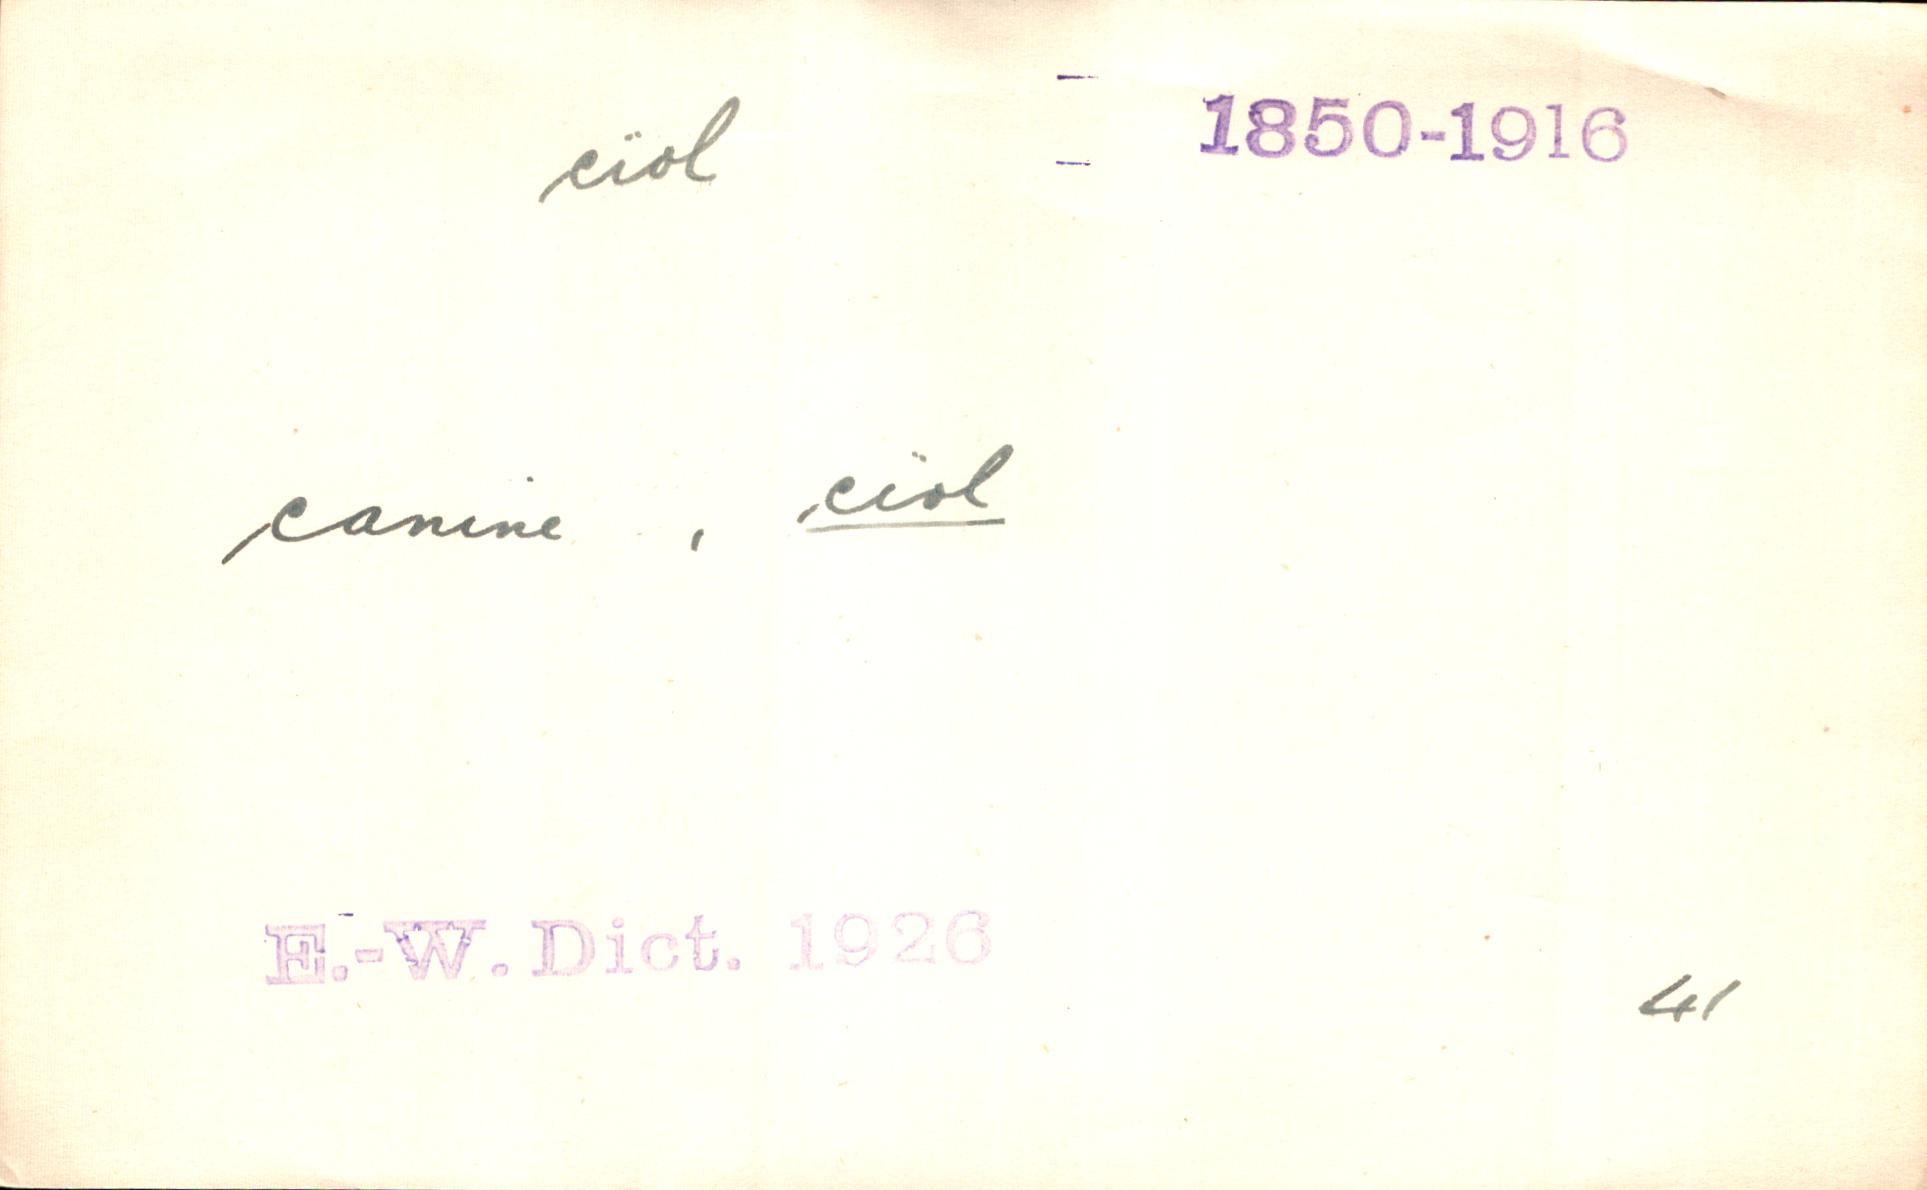 cïol 1850-1916
canine , cïol
E.-W. Dict. 1926
41